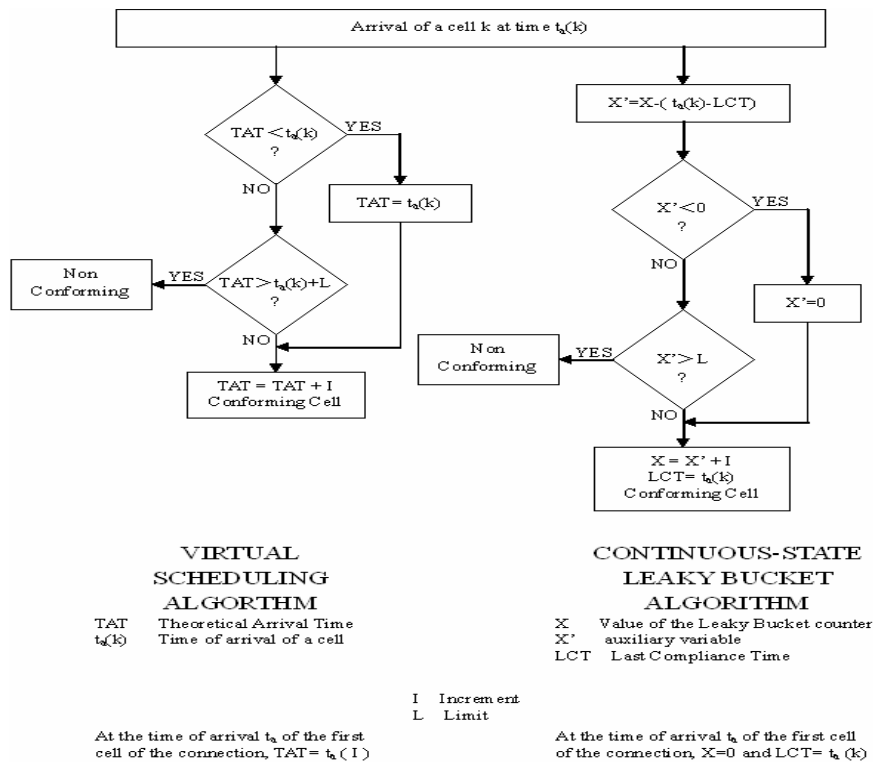 Arrival of a cell k at time ta(k)
TAT<ta(k)
?
YES
NO
TAT= ta(k)
TAT>ta(k)+L
?
YES
Non
Conforming
NO
TAT = TAT + I
Conforming Cell
X'=X-( ta(k)-LCT)
X'<0
?
YES
NO
X'=0
X'>L
?
YES
Non
Conforming
NO
X = X' + I
LCT= ta(k)
Conforming Cell
VIRTUAL
SCHEDULING
ALGORTHM
TAT Theoretical Arrival Time
ta(k) Time of arrival of a cell
CONTINUOUS-STATE
LEAKY BUCKET
ALGORITHM
X Value of the Leaky Bucket counter
X' auxiliary variable
LCT Last Compliance Time
I Increment
L Limit
At the time of arrival ta of the first
cell of the connection, TAT= ta ( I )
At the time of arrival ta of the first cell
of the connection, X=0 and LCT= ta (k)